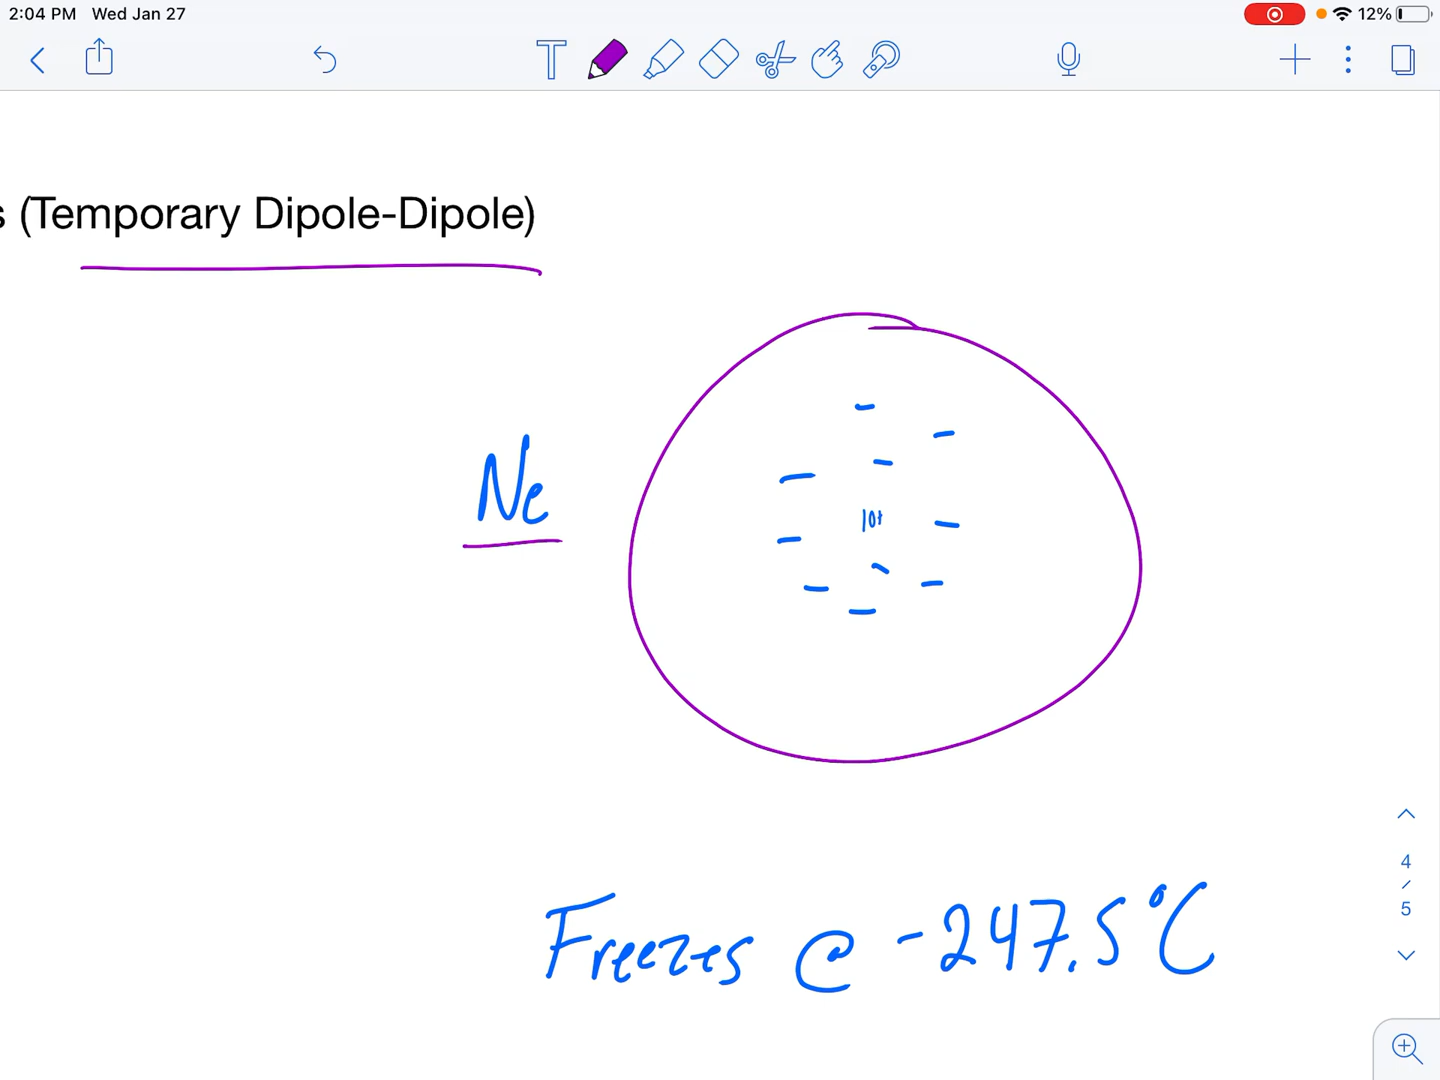 2:04 PM Wed Jan 27
12%
T
s (Temporary Dipole-Dipole)
Ne
10+
4
/
5
Freezes @ -247.5°C